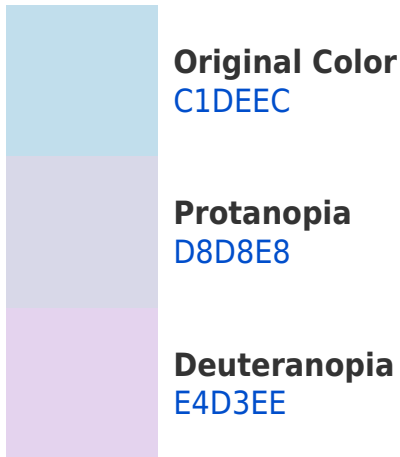 Original Color
C1DEEC
Protanopia
D8D8E8
Deuteranopia
E4D3EE